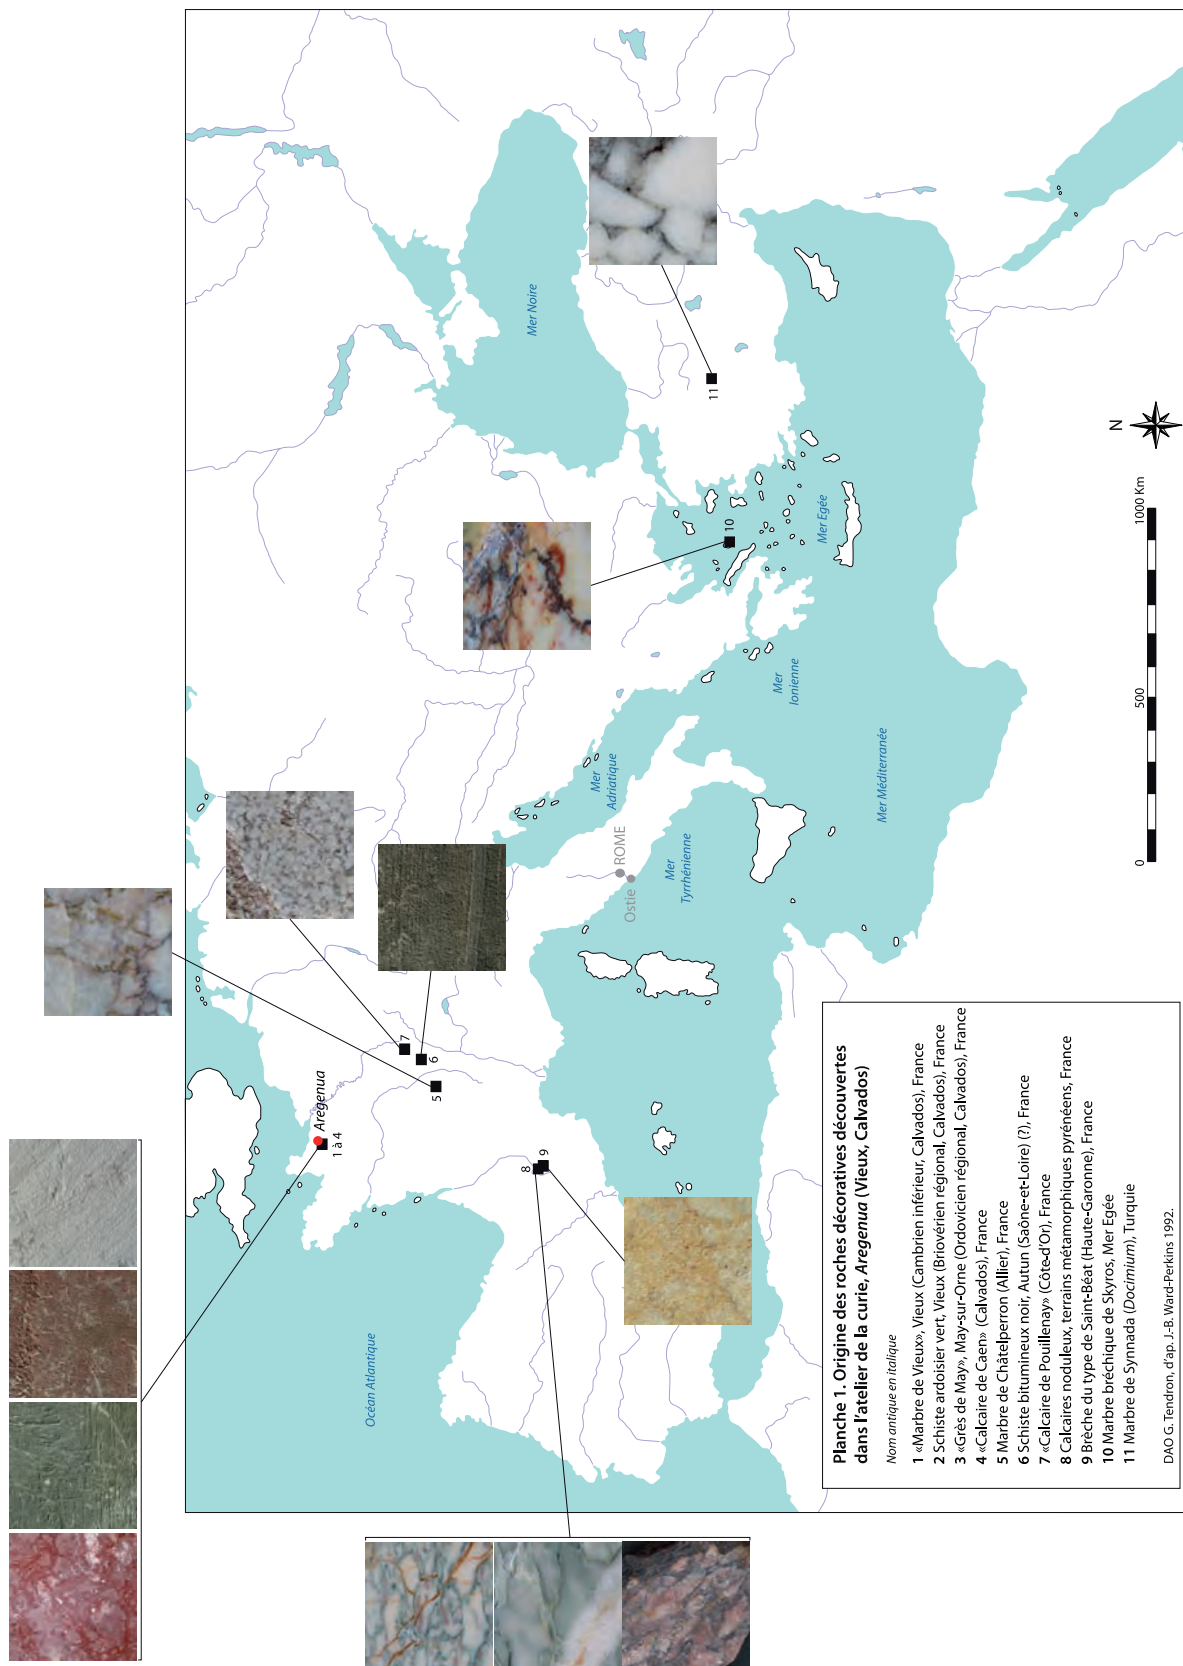 Planche 1. Origine des roches décoratives découvertes
dans l'atelier de la curie, Aregenua (Vieux, Calvados)
Nom antique en italique
1 «Marbre de Vieux», Vieux (Cambrien inférieur, Calvados), France
2 Schiste ardoisier vert, Vieux (Briovérien régional, Calvados), France
3 «Grès de May», May-sur-Orne (Ordovicien régional, Calvados), France
4 «Calcaire de Caen» (Calvados), France
5 Marbre de Châtelperron (Allier), France
6 Schiste bitumineux noir, Autun (Saône-et-Loire) (?), France
7 «Calcaire de Pouillenay» (Côte-d'Or), France
8 Calcaires noduleux, terrains métamorphiques pyrénéens, France
9 Brèche du type de Saint-Béat (Haute-Garonne), France
10 Marbre bréchique de Skyros, Mer Egée
11 Marbre de Synnada (Docimium), Turquie
DAO G. Tendron, d'ap. J.-B. Ward-Perkins 1992.
Océan Atlantique
Aregenua
1 à 4
5
6
7
8
9
Mer
Adriatique
ROME
Ostie
Mer
Tyrrhénienne
Mer
Ionienne
Mer Méditerranée
Mer Egée
Mer Noire
10
11
0
500
1000 Km
N